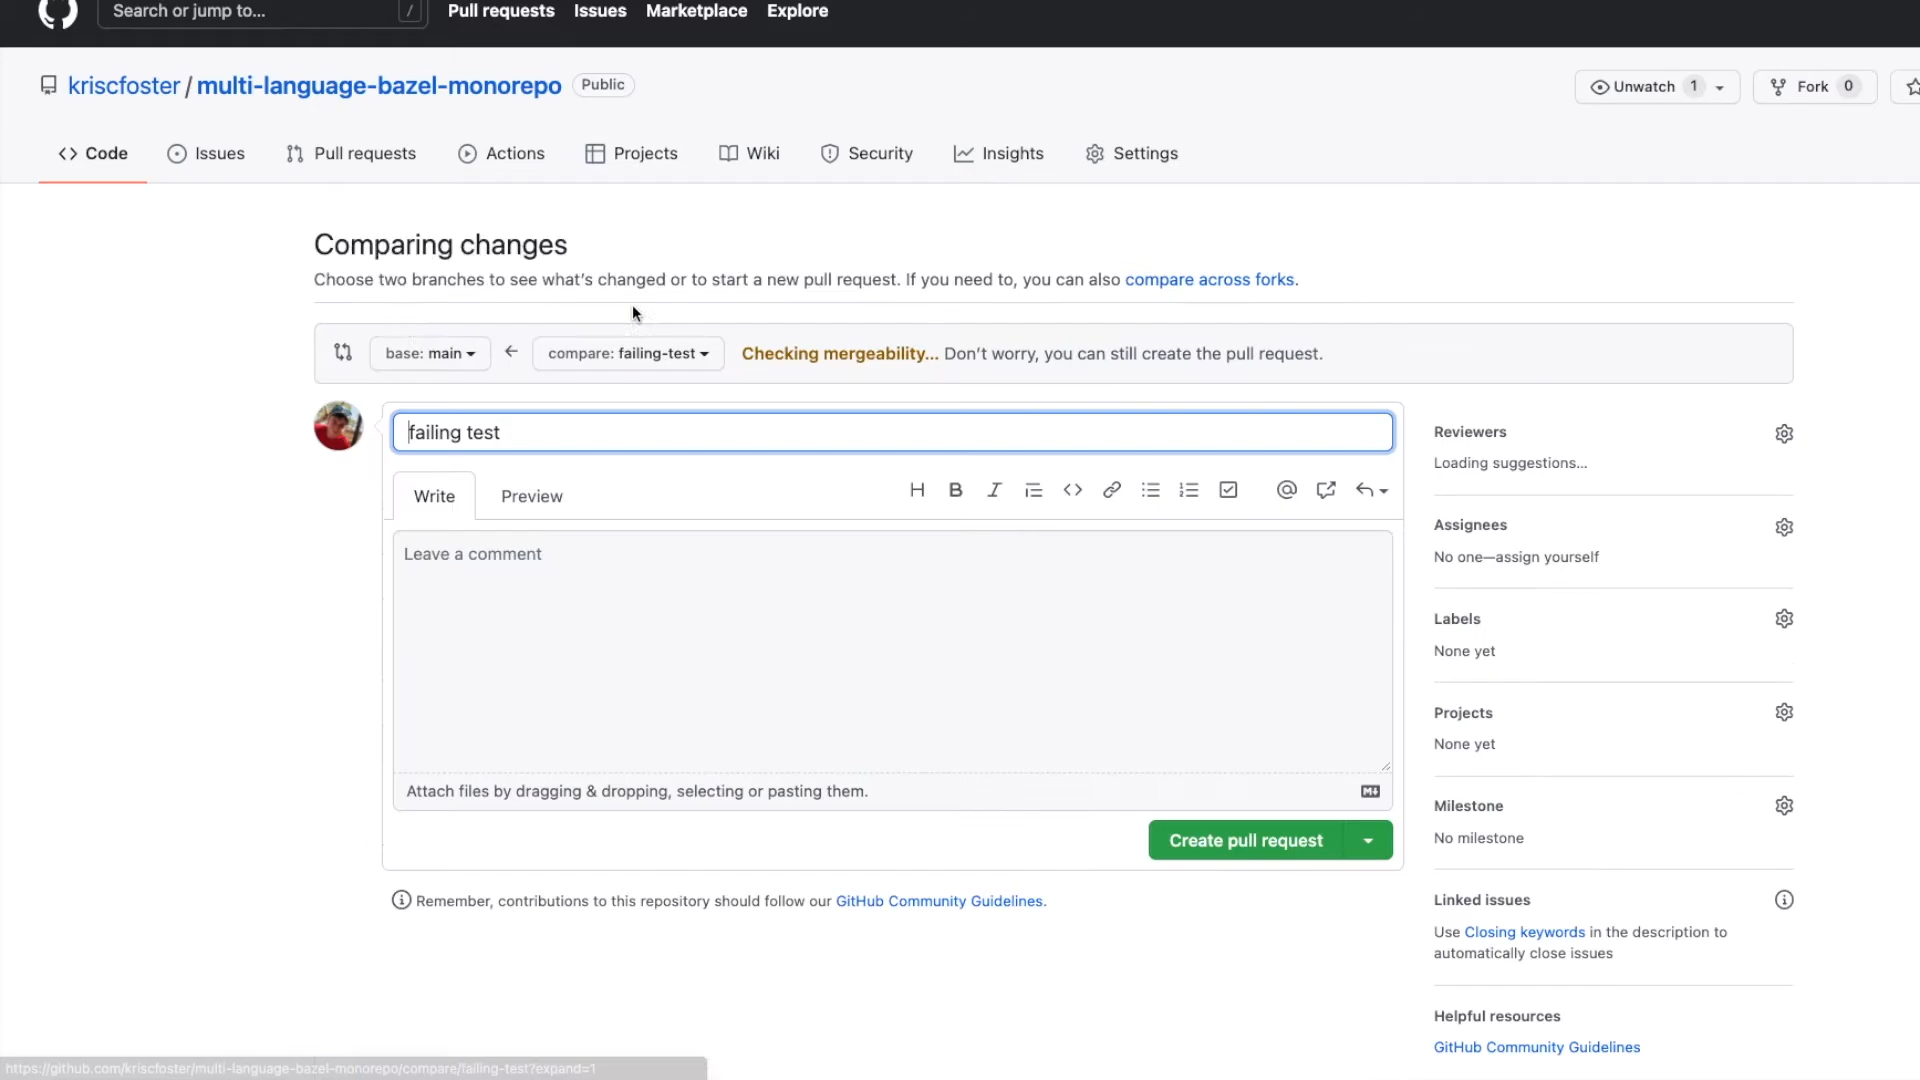 Search or jump to... / Pull requests Issues Marketplace Explore
kriscfoster / multi-language-bazel-monorepo Public Unwatch 1 Fork 0
Code Issues Pull requests Actions Projects Wiki Security Insights Settings
Comparing changes
Choose two branches to see what's changed or to start a new pull request. If you need to, you can also compare across forks.
base: main compare: failing-test Checking mergeability... Don't worry, you can still create the pull request.
failing test
Write Preview
Leave a comment
Attach files by dragging & dropping, selecting or pasting them.
Create pull request
Remember, contributions to this repository should follow our GitHub Community Guidelines.
Reviewers
Loading suggestions...
Assignees
No one—assign yourself
Labels
None yet
Projects
None yet
Milestone
No milestone
Linked issues
Use Closing keywords in the description to
automatically close issues
Helpful resources
GitHub Community Guidelines
https://github.com/kriscfoster/multi-language-bazel-monorepo/compare/failing-test?expand=1